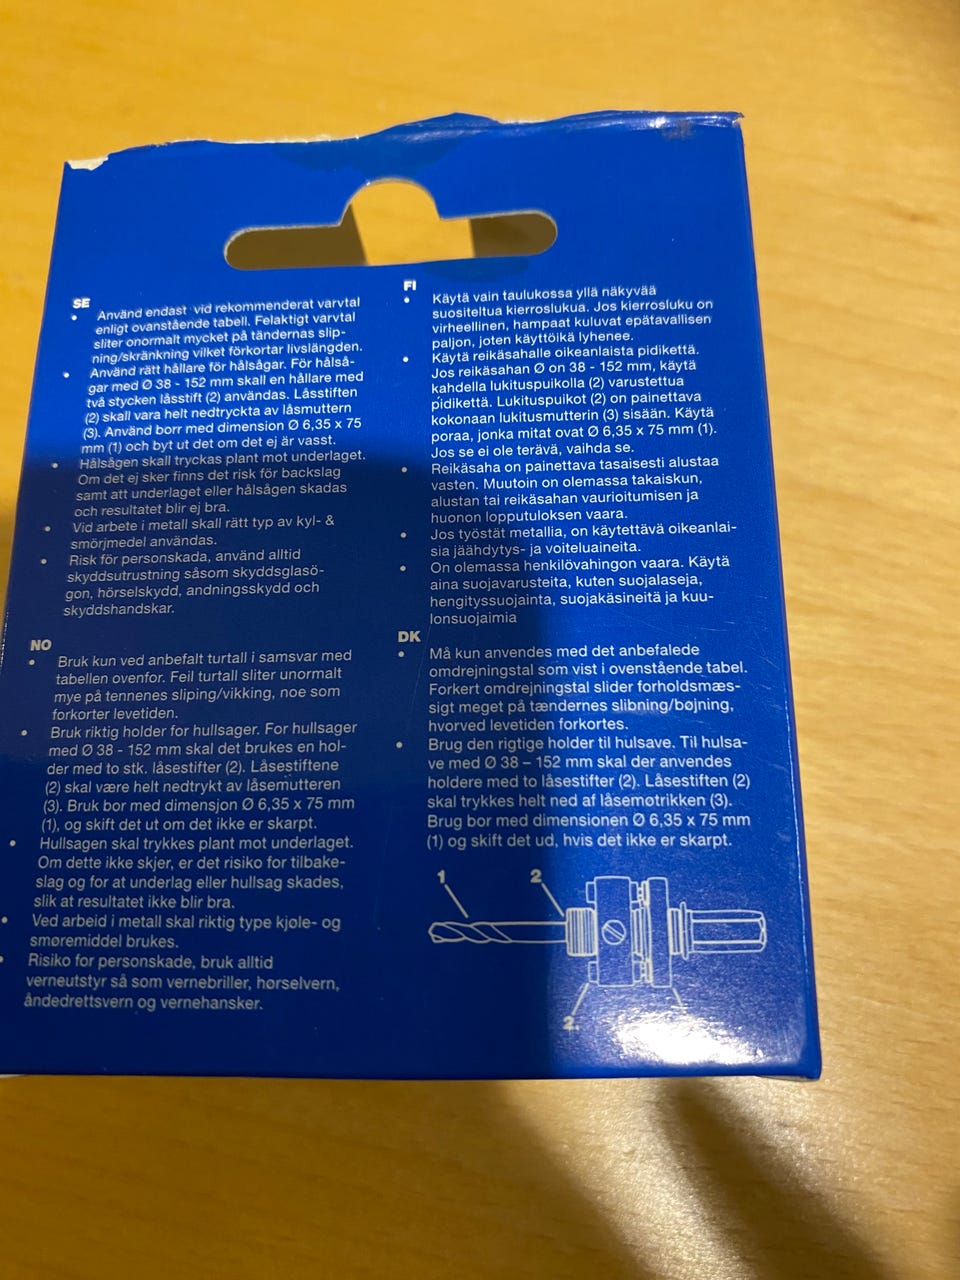 SE
• Använd endast vid rekommenderat varvtal
enligt ovanstående tabell. Felaktigt varvtal
sliter onormalt mycket på tändernas slip-
ning/skränkning vilket förkortar livslängden.
• Använd rätt hållare för hålsågar. För hålså-
gar med Ø 38 - 152 mm skall en hållare med
två stycken låsstift (2) användas. Låsstiften
(2) skall vara helt nedtryckta av låsmuttern
(3). Använd borr med dimension Ø 6,35 x 75
mm (1) och byt ut det om det ej är vasst.
• Hålsågen skall tryckas plant mot underlaget.
Om det ej sker finns det risk för backslag
samt att underlaget eller hålsågen skadas
och resultatet blir ej bra.
• Vid arbete i metall skall rätt typ av kyl- &
smörjmedel användas.
• Risk för personskada, använd alltid
skyddsutrustning såsom skyddsglasö-
gon, hörselskydd, andningsskydd och
skyddshandskar.
FI
• Käytä vain taulukossa yllä näkyvää
suositeltua kierroslukua. Jos kierrosluku on
virheellinen, hampaat kuluvat epätavallisen
paljon, joten käyttöikä lyhenee.
• Käytä reikäsahalle oikeanlaista pidikettä.
Jos reikäsahan Ø on 38 - 152 mm, käytä
kahdella lukituspuikolla (2) varustettua
pidikettä. Lukituspuikot (2) on painettava
kokonaan lukitusmutterin (3) sisään. Käytä
poraa, jonka mitat ovat Ø 6,35 x 75 mm (1).
Jos se ei ole terävä, vaihda se.
• Reikäsaha on painettava tasaisesti alustaa
vasten. Muutoin on olemassa takaiskun,
alustan tai reikäsahan vaurioitumisen ja
huonon lopputuloksen vaara.
• Jos työstät metallia, on käytettävä oikeanlai-
sia jäähdytys- ja voiteluaineita.
• On olemassa henkilövahingon vaara. Käytä
aina suojavarusteita, kuten suojalaseja,
hengityssuojainta, suojakäsineitä ja kuu-
lonsuojaimia
NO
• Bruk kun ved anbefalt turtall i samsvar med
tabellen ovenfor. Feil turtall sliter unormalt
mye på tennenes sliping/vikking, noe som
forkorter levetiden.
• Bruk riktig holder for hullsager. For hullsager
med Ø 38 - 152 mm skal det brukes en hol-
der med to stk. låsestifter (2). Låsestiftene
(2) skal være helt nedtrykt av låsemutteren
(3). Bruk bor med dimensjon Ø 6,35 x 75 mm
(1), og skift det ut om det ikke er skarpt.
• Hullsagen skal trykkes plant mot underlaget.
Om dette ikke skjer, er det risiko for tilbake-
slag og for at underlag eller hullsag skades,
slik at resultatet ikke blir bra.
• Ved arbeid i metall skal riktig type kjøle- og
smøremiddel brukes.
• Risiko for personskade, bruk alltid
verneutstyr så som vernebriller, hørselvern,
åndedrettsvern og vernehansker.
DK
• Må kun anvendes med det anbefalede
omdrejningstal som vist i ovenstående tabel.
Forkert omdrejningstal slider forholdsmæs-
sigt meget på tændernes slibning/bøjning,
hvorved levetiden forkortes.
• Brug den rigtige holder til hulsave. Til hulsa-
ve med Ø 38 – 152 mm skal der anvendes
holdere med to låsestifter (2). Låsestiften (2)
skal trykkes helt ned af låsemøtrikken (3).
Brug bor med dimensionen Ø 6,35 x 75 mm
(1) og skift det ud, hvis det ikke er skarpt.
1 2
2.